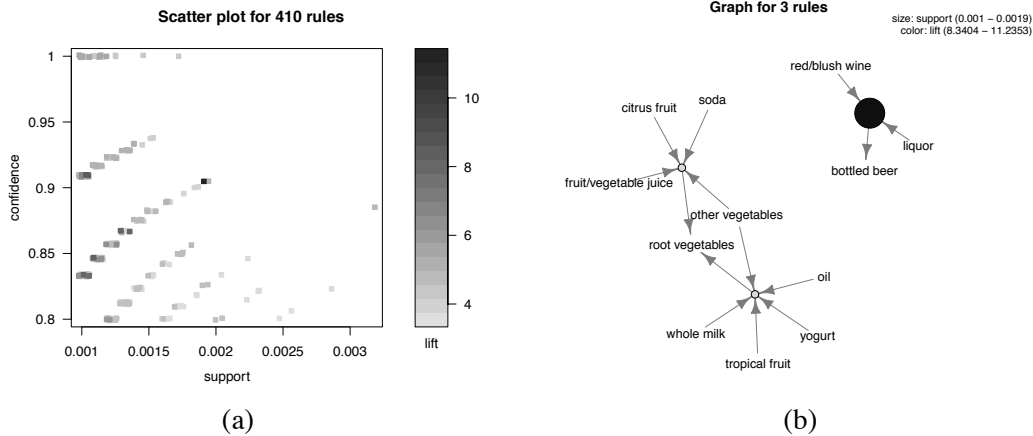 Scatter plot for 410 rules
1
0.95
0.9
0.85
0.8
confidence
0.001
0.0015
0.002
0.0025
0.003
support
10
8
6
4
lift
(a)
Graph for 3 rules
size: support (0.001 − 0.0019)
color: lift (8.3404 − 11.2353)
red/blush wine
liquor
bottled beer
citrus fruit
soda
fruit/vegetable juice
other vegetables
root vegetables
oil
whole milk
yogurt
tropical fruit
(b)